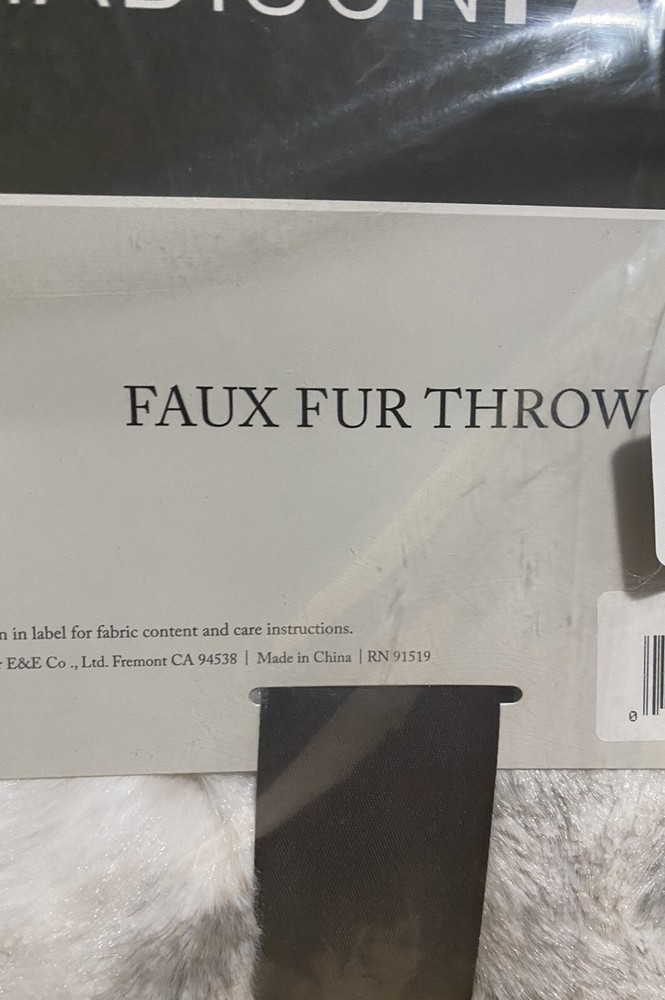 FAUX FUR THROW
n in label for fabric content and care instructions.
E&E Co ., Ltd. Fremont CA 94538 | Made in China | RN 91519
0